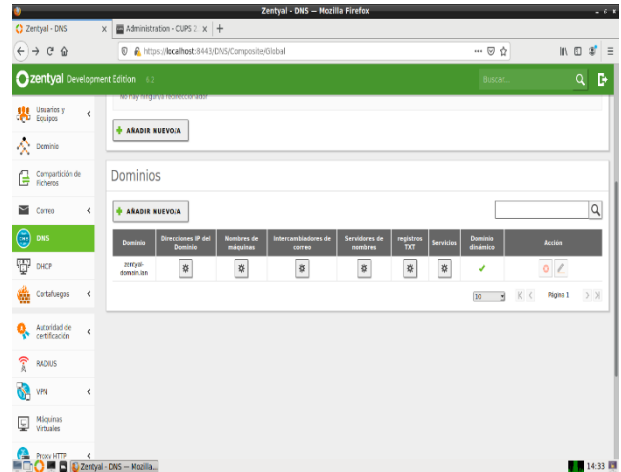 Zentyal - DNS — Mozilla Firefox
Zentyal - DNS x
Administration - CUPS 2 x +
https://localhost:8443/DNS/Composite/Global
zentyal Development Edition 6.2
Buscar...
Usuarios y Equipos
Dominio
Compartición de Ficheros
Correo
DNS
DHCP
Cortafuegos
Autoridad de certificación
RADIUS
VPN
Máquinas Virtuales
Proxy HTTP
AÑADIR NUEVO/A
Dominios
AÑADIR NUEVO/A
Dominio
Direcciones IP del Dominio
Nombres de máquinas
Intercambiadores de correo
Servidores de nombres
registros TXT
Servicios
Dominio dinámico
Acción
zentyal-domain.lan
10
Página 1
Zentyal - DNS — Mozilla...
14:33